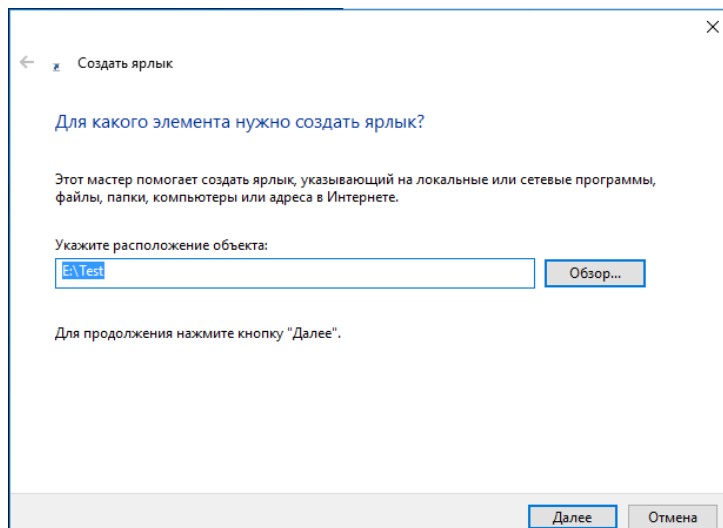 Создать ярлык
Для какого элемента нужно создать ярлык?
Этот мастер помогает создать ярлык, указывающий на локальные или сетевые программы,
файлы, папки, компьютеры или адреса в Интернете.
Укажите расположение объекта:
E:\Test
Обзор...
Для продолжения нажмите кнопку "Далее".
Далее
Отмена